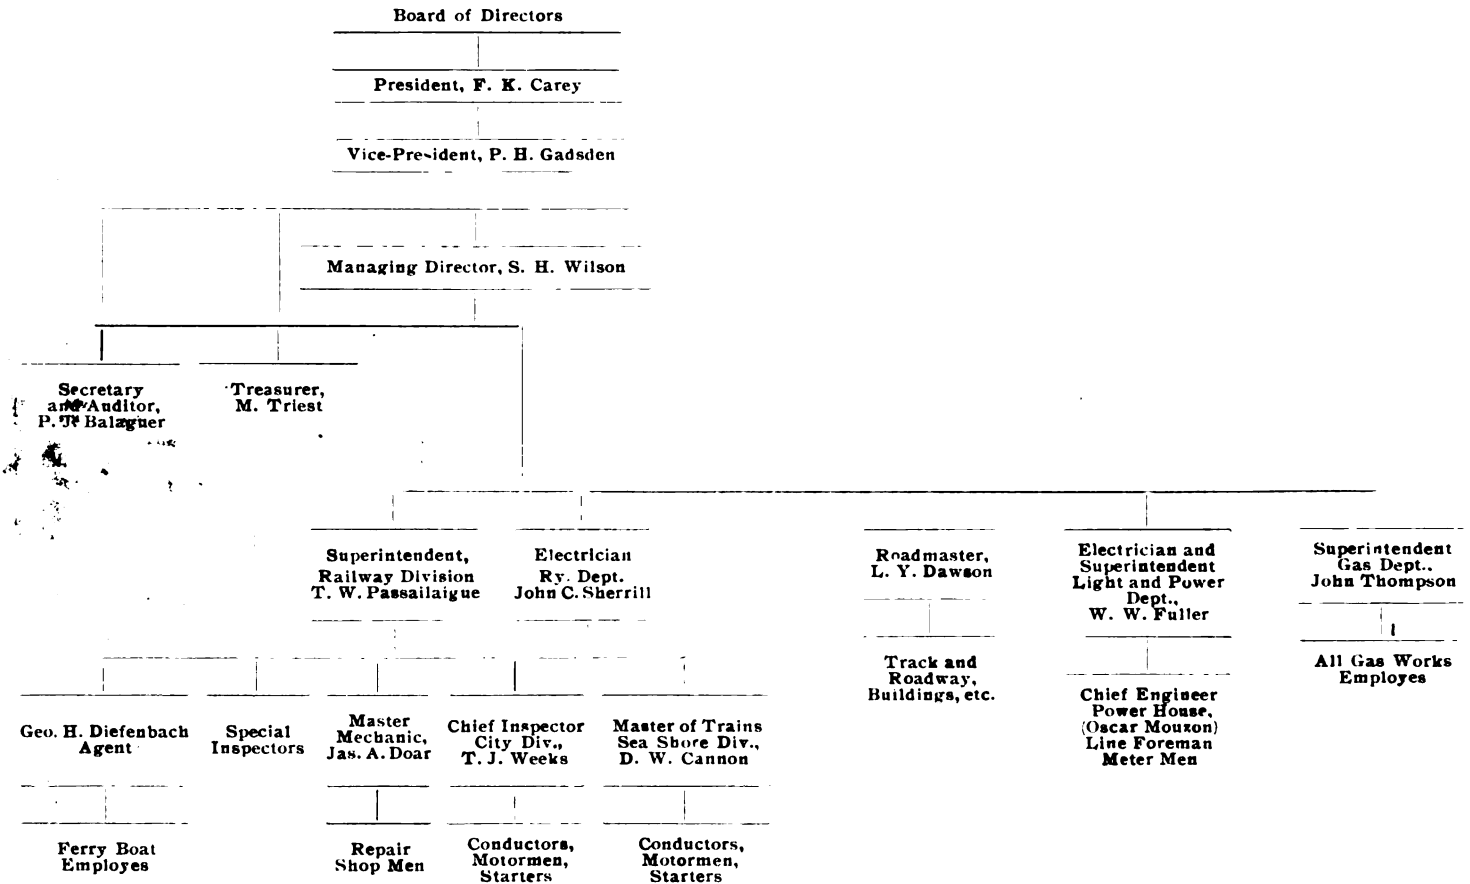 Board of Directors
President, F. K. Carey
Vice-President, P. H. Gadsden
Managing Director, S. H. Wilson
Secretary
and Auditor,
P. J. Balaguer
Treasurer,
M. Triest
Superintendent,
Railway Division
T. W. Passailaigue
Electrician
Ry. Dept.
John C. Sherrill
Roadmaster,
L. Y. Dawson
Electrician and
Superintendent
Light and Power
Dept.,
W. W. Fuller
Superintendent
Gas Dept..
John Thompson
Track and
Roadway,
Buildings, etc.
Chief Engineer
Power House,
(Oscar Mouzon)
Line Foreman
Meter Men
All Gas Works
Employes
Geo. H. Diefenbach
Agent
Special
Inspectors
Master
Mechanic,
Jas. A. Doar
Chief Inspector
City Div.,
T. J. Weeks
Master of Trains
Sea Shore Div.,
D. W. Cannon
Ferry Boat
Employes
Repair
Shop Men
Conductors,
Motormen,
Starters
Conductors,
Motormen,
Starters